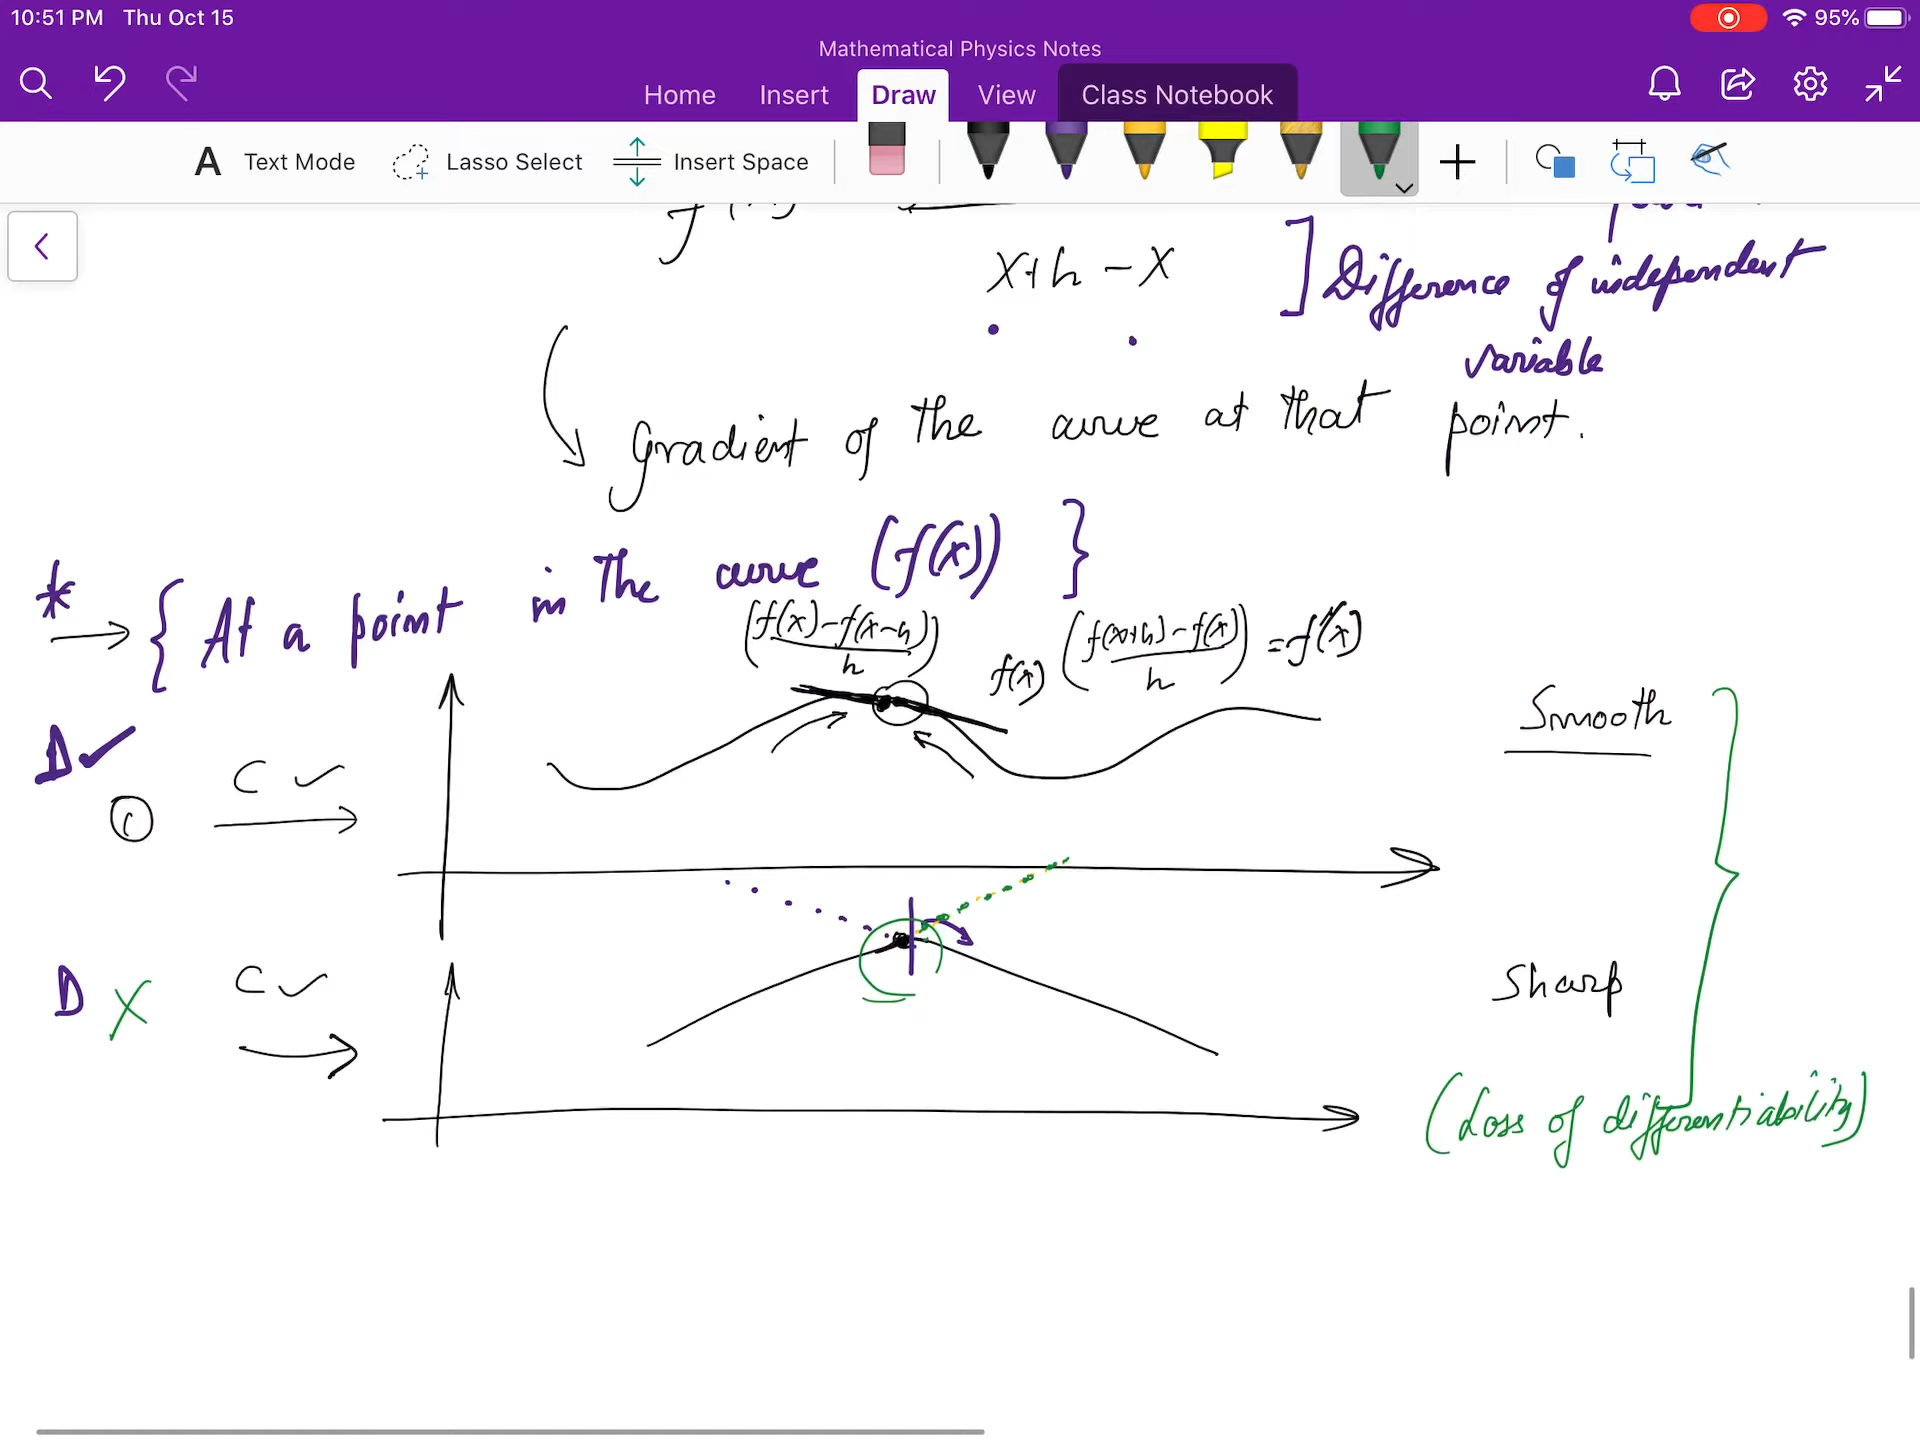 10:51 PM Thu Oct 15
95%
Mathematical Physics Notes
Home Insert Draw View Class Notebook
A Text Mode Lasso Select Insert Space
x+h - x ] Difference of independent
variable
Gradient of the curve at that point.
* → { At a point in the curve (f(x)) }
(f(x)-f(x-h))/h f(x) (f(x+h)-f(x))/h = f'(x)
Smooth
D ✓
① C ✓
D X C ✓
Sharp
(Loss of differentiability)